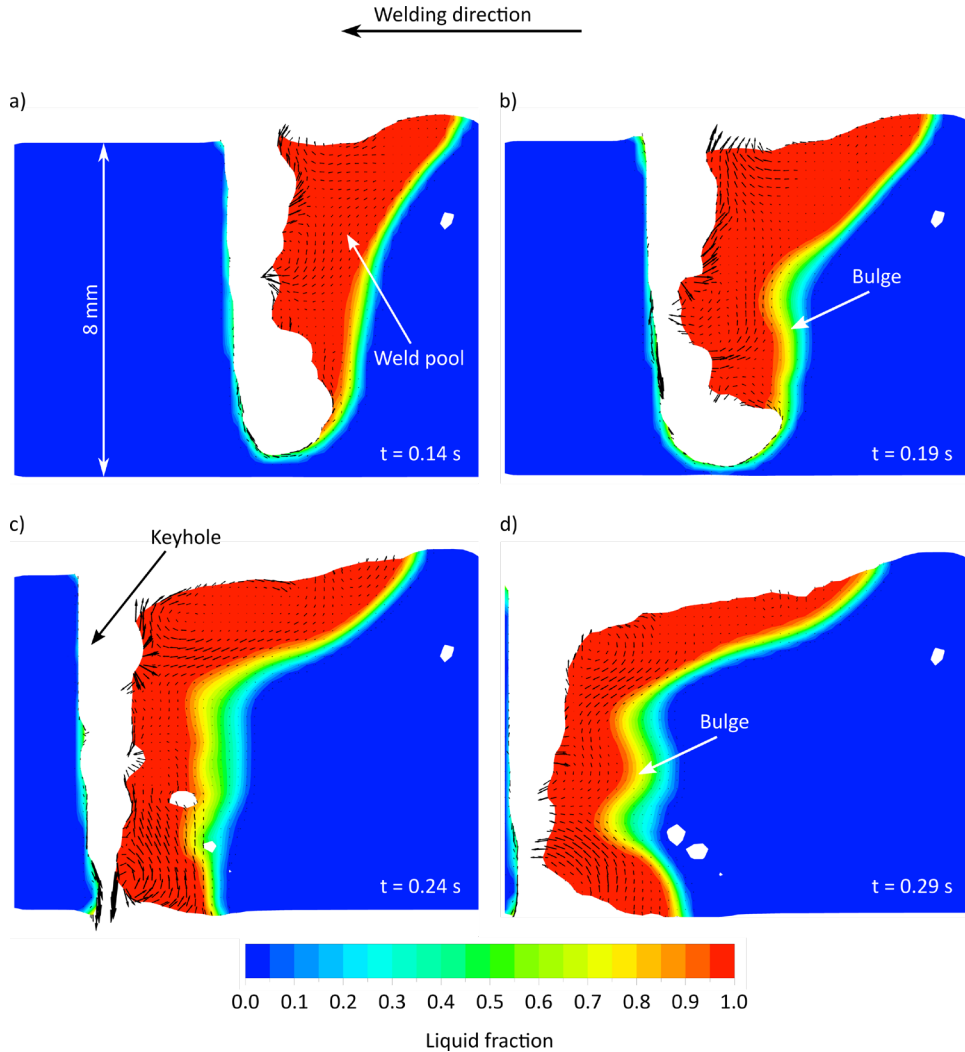 Welding direction
a)
b)
8 mm
Bulge
Weld pool
t = 0.14 s
t = 0.19 s
c)
Keyhole
d)
Bulge
t = 0.24 s
t = 0.29 s
0.0 0.1 0.2 0.3 0.4 0.5 0.6 0.7 0.8 0.9 1.0
Liquid fraction